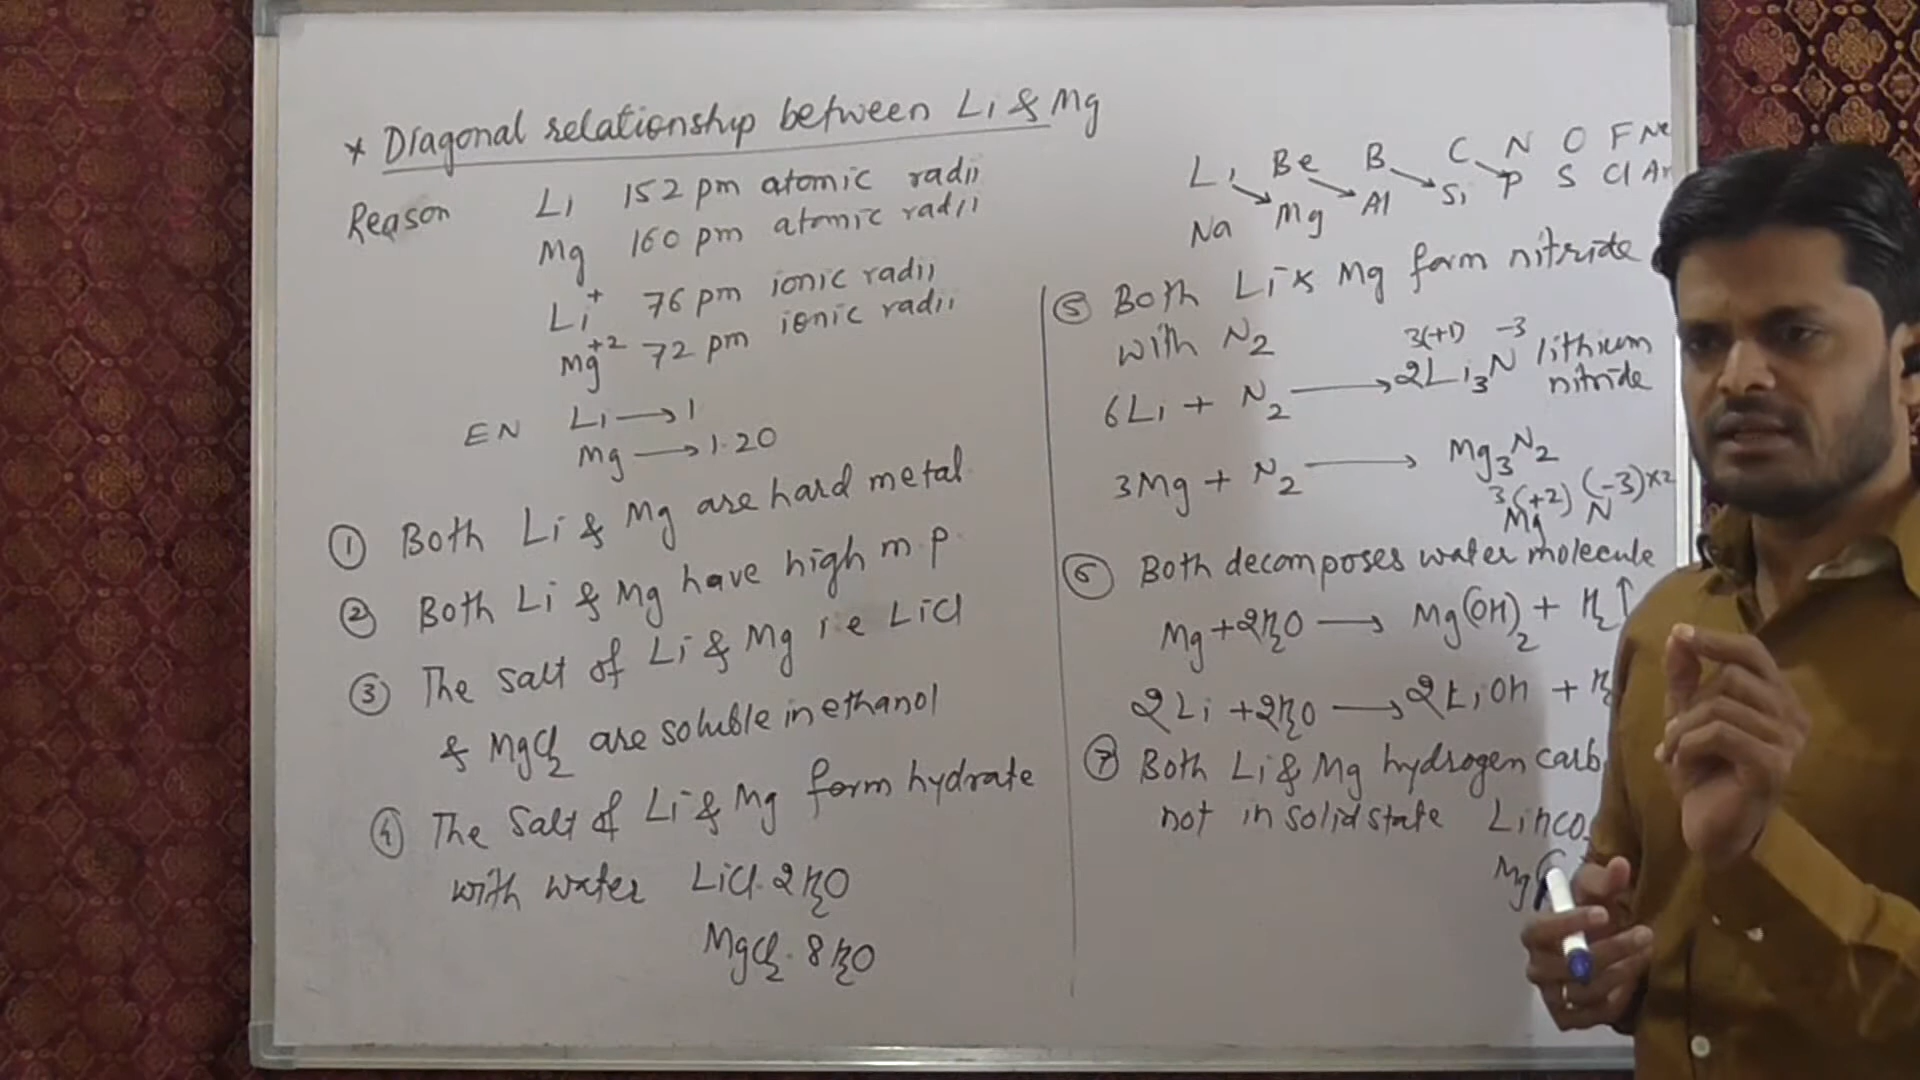 * Diagonal relationship between Li & Mg
Reason Li 152 pm atomic radii
Mg 160 pm atomic radii
Li⁺ 76 pm ionic radii
Mg⁺² 72 pm ionic radii
EN Li → 1
Mg → 1.20
① Both Li & Mg are hard metal
② Both Li & Mg have high m.p.
③ The salt of Li & Mg i.e LiCl
& MgCl₂ are soluble in ethanol
④ The Salt of Li & Mg form hydrate
with water LiCl.2H₂O
MgCl₂.8H₂O
Li Be B C N O F Ne
Na Mg Al Si P S Cl Ar
⑤ Both Li & Mg form nitride
with N₂
3(+1) -3
6Li + N₂ → 2Li₃N lithium
nitride
3Mg + N₂ → Mg₃N₂
3(+2) (-3)×2
Mg N
⑥ Both decomposes water molecule
Mg + 2H₂O → Mg(OH)₂ + H₂↑
2Li + 2H₂O → 2LiOH + H₂
⑦ Both Li & Mg hydrogen carb
not in solid state LiHCO₃
Mg(